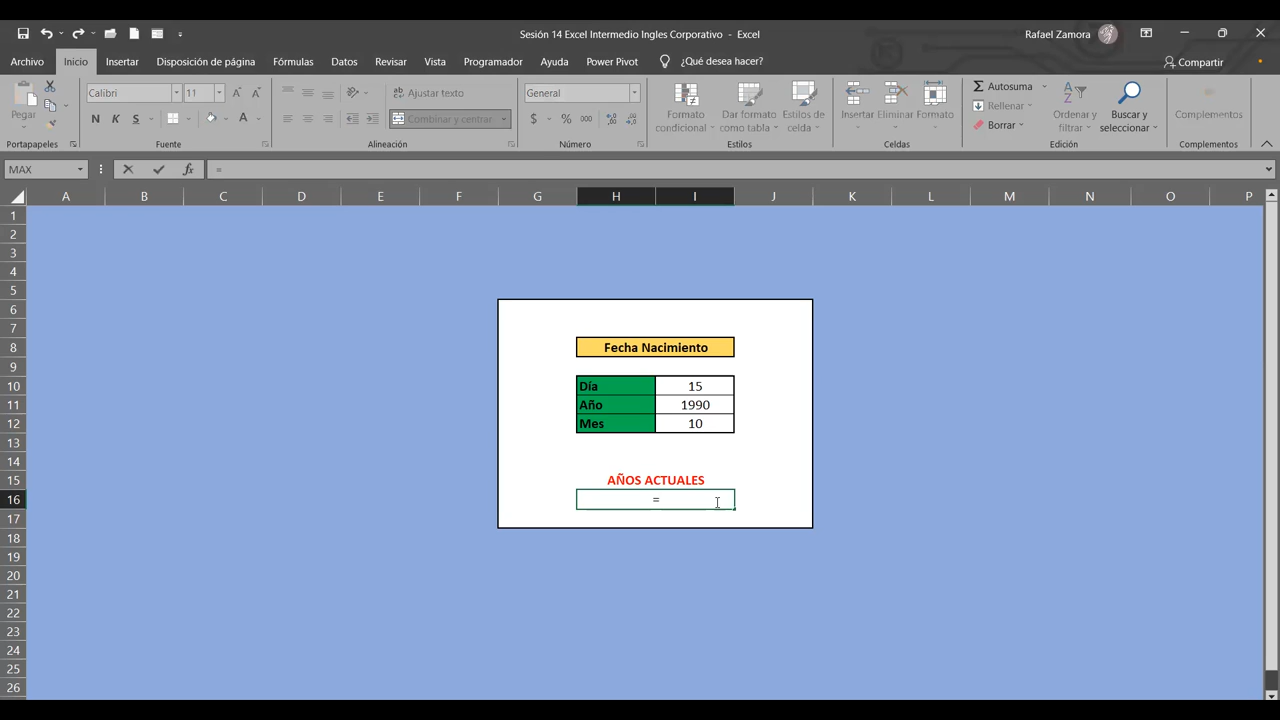 Sesión 14 Excel Intermedio Ingles Corporativo - Excel
Rafael Zamora
Archivo Inicio Insertar Disposición de página Fórmulas Datos Revisar Vista Programador Ayuda Power Pivot ¿Qué desea hacer? Compartir
Pegar
Calibri 11
N K S A
Ajustar texto
Combinar y centrar
General
$ % 000
Formato condicional
Dar formato como tabla
Estilos de celda
Insertar Eliminar Formato
Autosuma
Rellenar
Borrar
Ordenar y filtrar
Buscar y seleccionar
Complementos
Portapapeles Fuente Alineación Número Estilos Celdas Edición Complementos
MAX fx =
A B C D E F G H I J K L M N O P
1
2
3
4
5
6
7
8 Fecha Nacimiento
9
10 Día 15
11 Año 1990
12 Mes 10
13
14
15 AÑOS ACTUALES
16 =
17
18
19
20
21
22
23
24
25
26